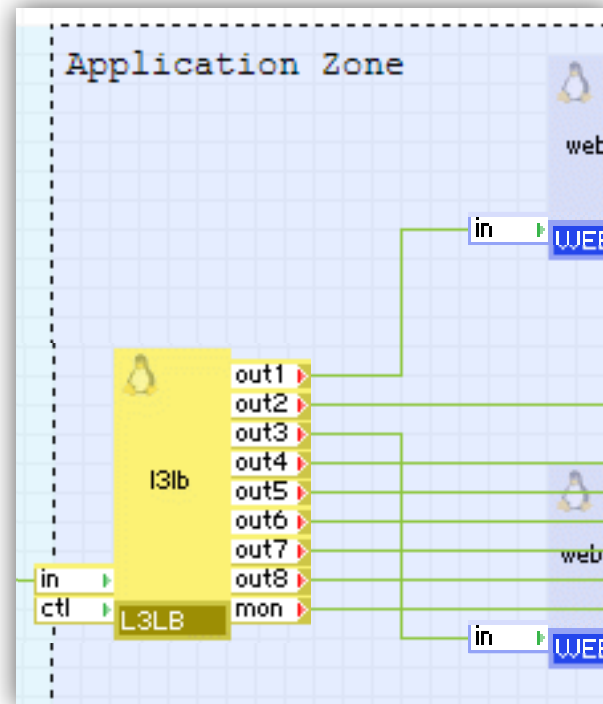 Application Zone
web
in
WEB
out1
out2
out3
out4
l3lb
out5
out6
out7
web
in
out8
ctl
L3LB
mon
in
WEB